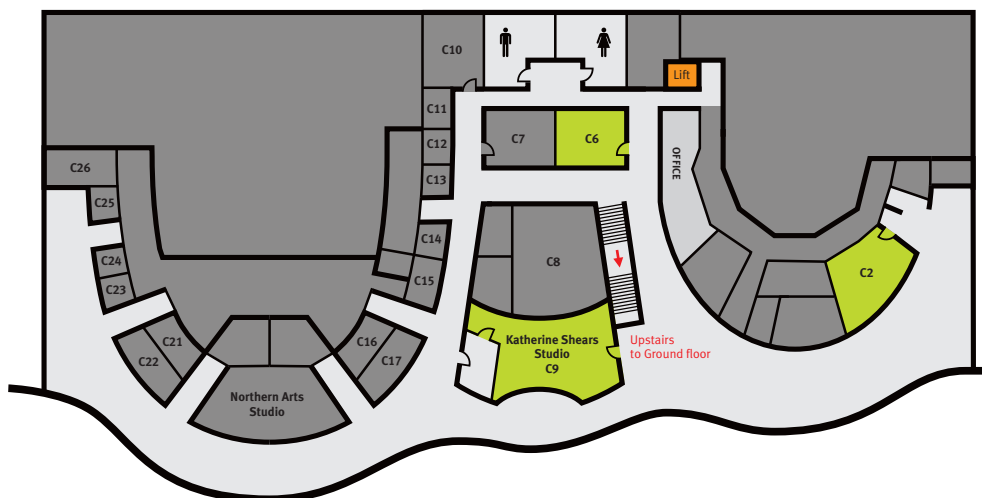 C10
Lift
C11
C7
C6
C12
C13
OFFICE
C26
C25
C14
C24
C23
C15
C8
C2
Katherine Shears
Studio
C9
Upstairs
to Ground floor
C21
C22
C16
C17
Northern Arts
Studio